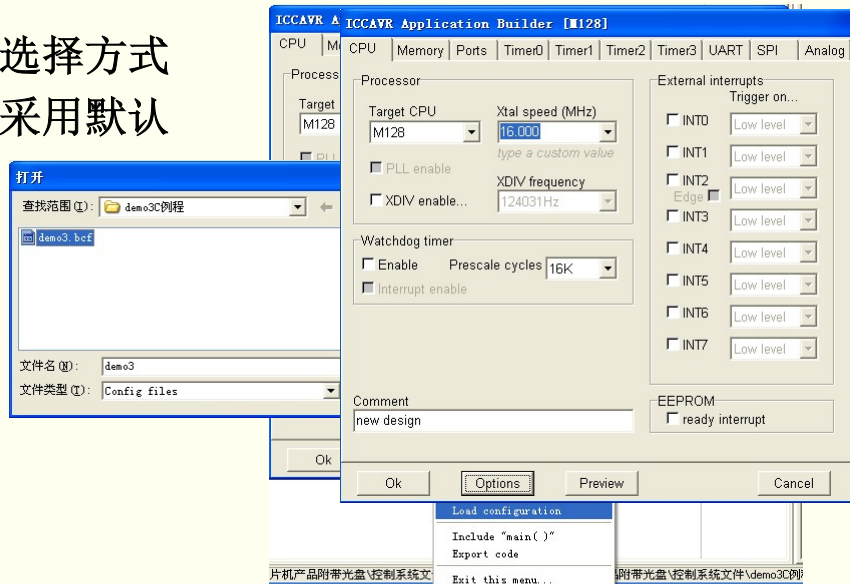 选择方式
采用默认
ICCAVR A
CPU
Process
Target
M128
PLL
Ok
打开
查找范围(I):
demo3C例程
demo3.bcf
文件名(N):
demo3
文件类型(T):
Config files
ICCAVR Application Builder [M128]
CPU Memory Ports Timer0 Timer1 Timer2 Timer3 UART SPI Analog
Processor
Target CPU
M128
Xtal speed (MHz)
16.000
type a custom value
PLL enable
XDIV frequency
XDIV enable...
124031Hz
Watchdog timer
Enable
Prescale cycles
16K
Interrupt enable
External interrupts
Trigger on...
INT0 Low level
INT1 Low level
INT2 Low level
Edge
INT3 Low level
INT4 Low level
INT5 Low level
INT6 Low level
INT7 Low level
Comment
new design
EEPROM
ready interrupt
Ok Options Preview Cancel
Load configuration
Include "main()"
Export code
Exit this menu...
片机产品附带光盘\控制系统文
附带光盘\控制系统文件\demo3C例